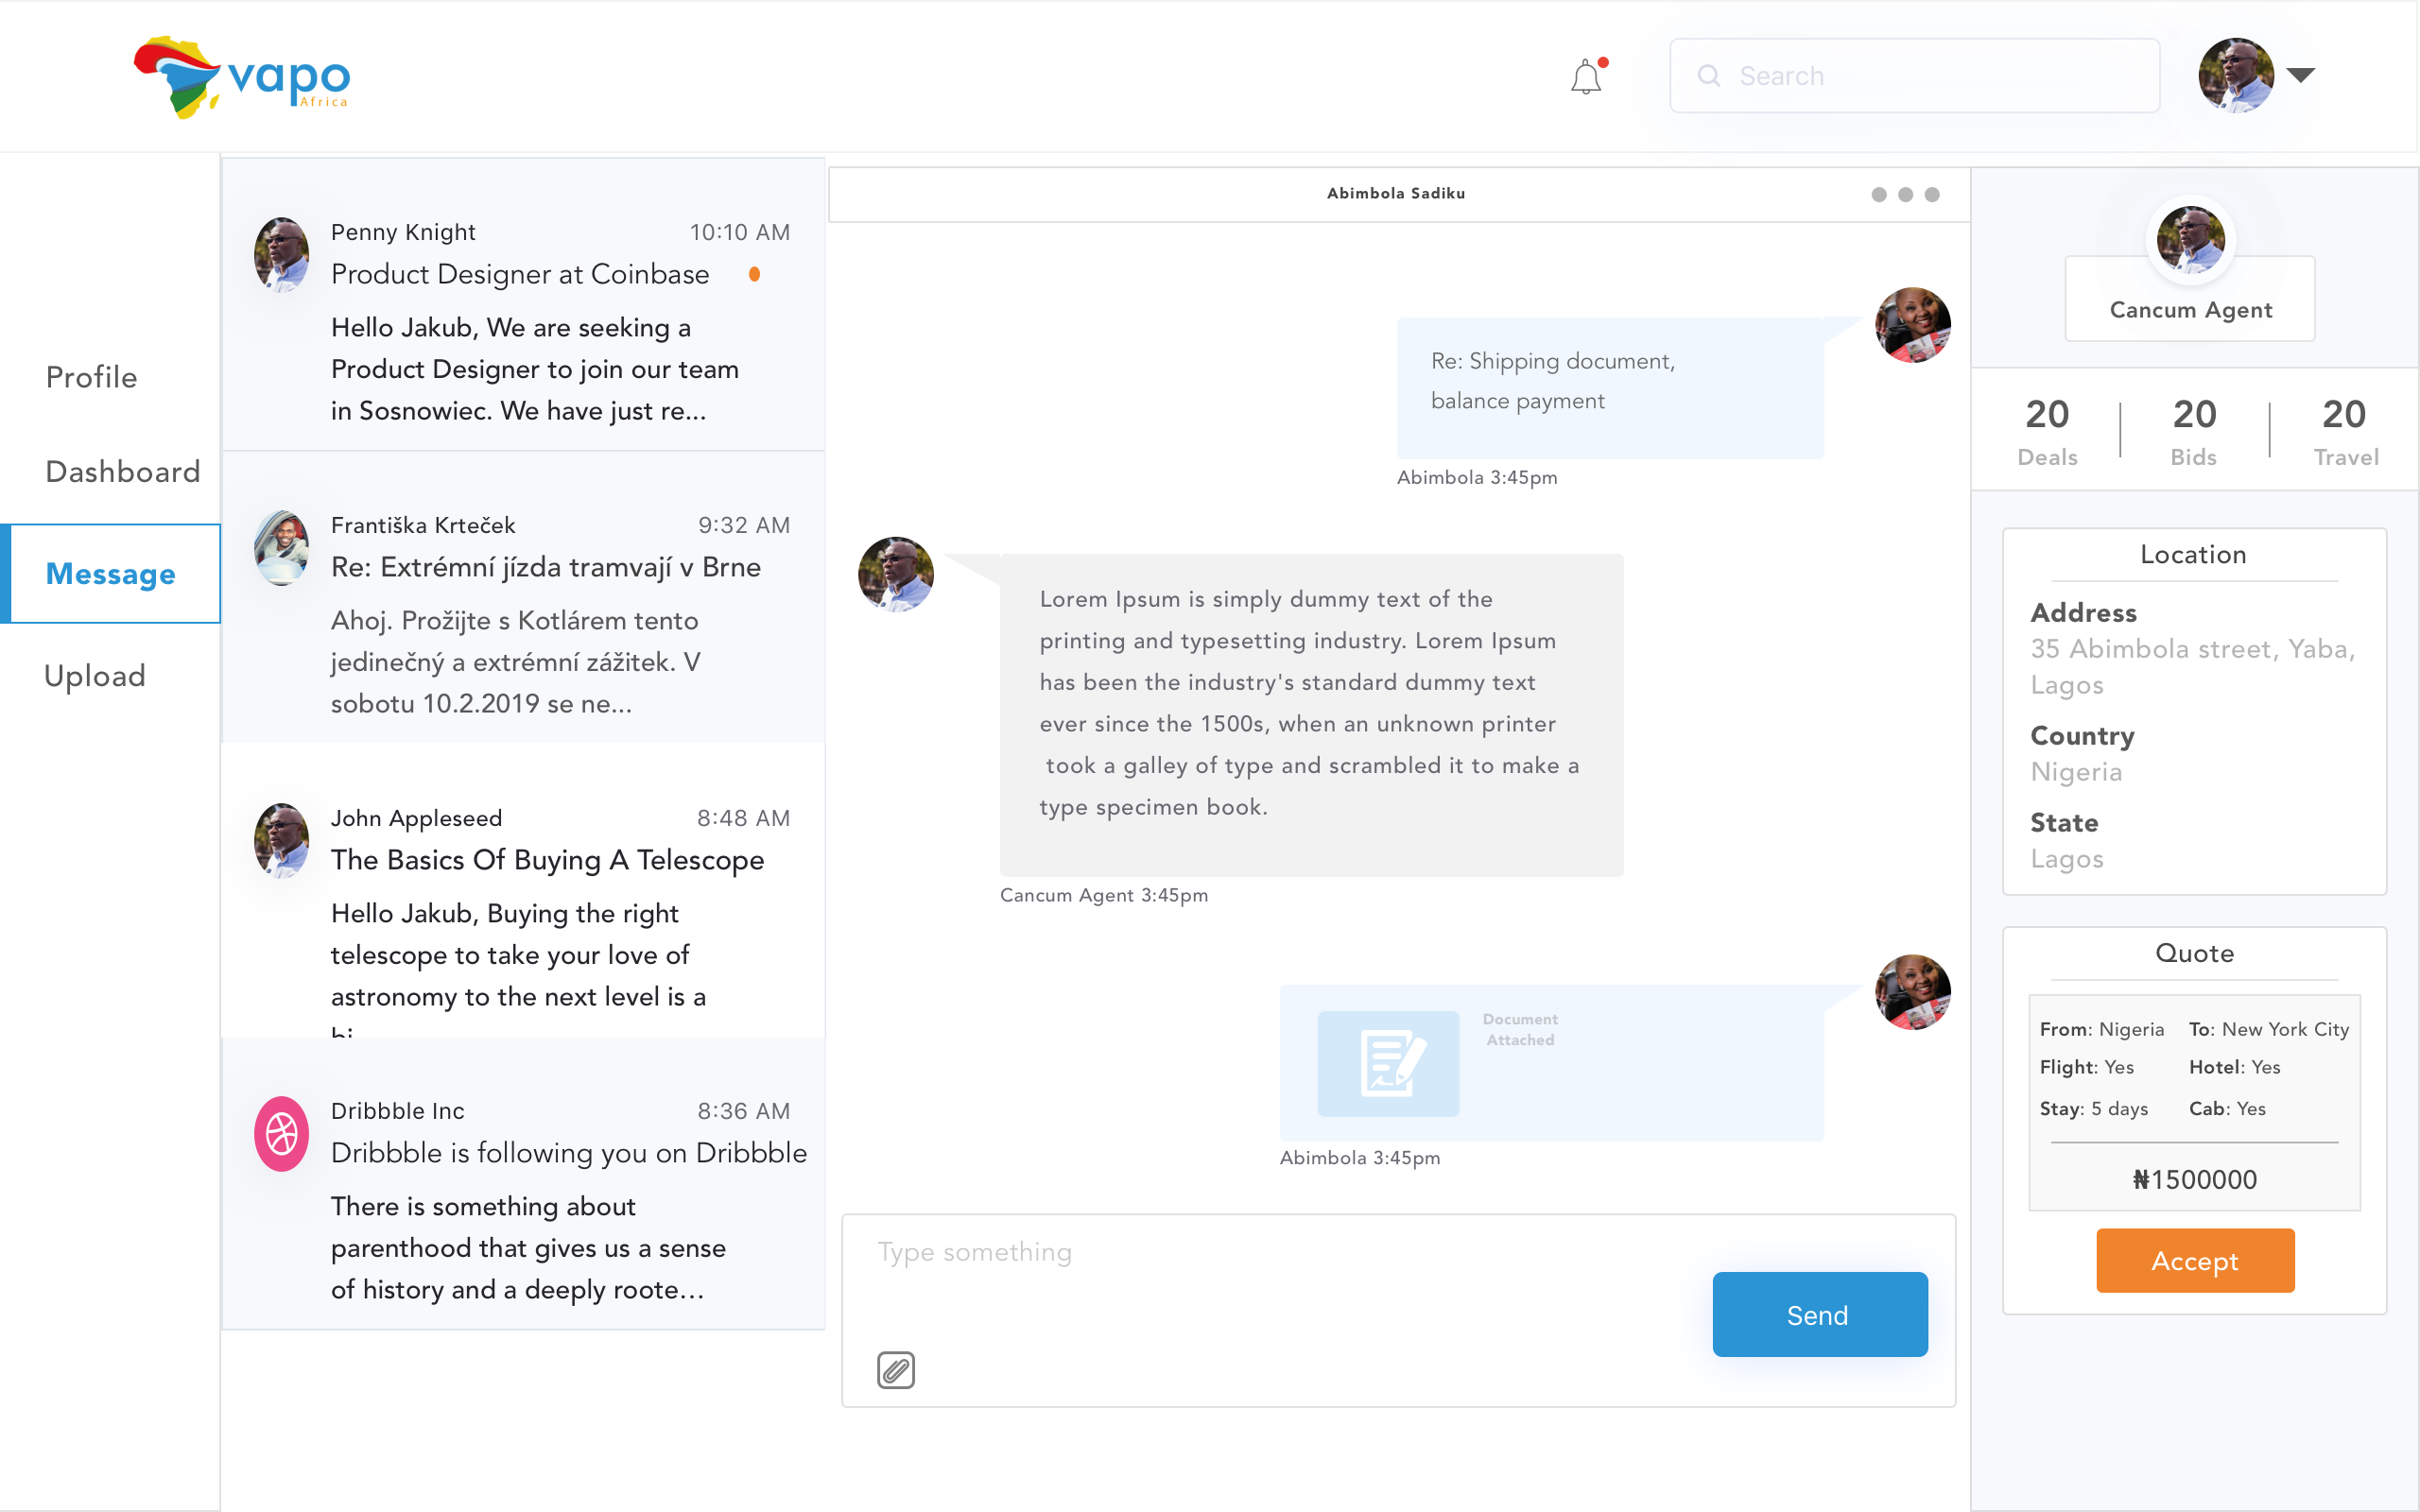 vapo
Africa
Search
Profile
Dashboard
Message
Upload
Penny Knight 10:10 AM
Product Designer at Coinbase
Hello Jakub, We are seeking a
Product Designer to join our team
in Sosnowiec. We have just re...
Františka Krteček 9:32 AM
Re: Extrémní jízda tramvají v Brne
Ahoj. Prožijte s Kotlárem tento
jedinečný a extrémní zážitek. V
sobotu 10.2.2019 se ne...
John Appleseed 8:48 AM
The Basics Of Buying A Telescope
Hello Jakub, Buying the right
telescope to take your love of
astronomy to the next level is a
Dribbble Inc 8:36 AM
Dribbble is following you on Dribbble
There is something about
parenthood that gives us a sense
of history and a deeply roote...
Abimbola Sadiku
Re: Shipping document,
balance payment
Abimbola 3:45pm
Lorem Ipsum is simply dummy text of the
printing and typesetting industry. Lorem Ipsum
has been the industry's standard dummy text
ever since the 1500s, when an unknown printer
took a galley of type and scrambled it to make a
type specimen book.
Cancum Agent 3:45pm
Document
Attached
Abimbola 3:45pm
Type something
Send
Cancum Agent
20 20 20
Deals Bids Travel
Location
Address
35 Abimbola street, Yaba,
Lagos
Country
Nigeria
State
Lagos
Quote
From: Nigeria To: New York City
Flight: Yes Hotel: Yes
Stay: 5 days Cab: Yes
₦1500000
Accept